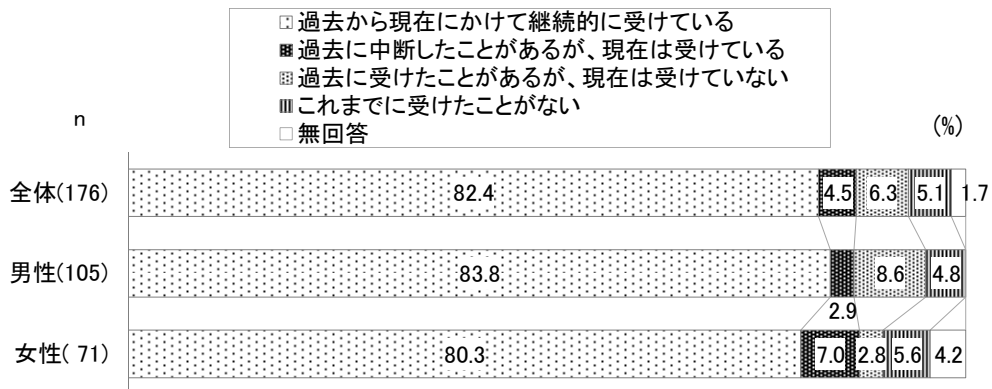 過去から現在にかけて継続的に受けている
過去に中断したことがあるが、現在は受けている
過去に受けたことがあるが、現在は受けていない
これまでに受けたことがない
無回答
n
(%)
全体(176) 82.4 4.5 6.3 5.1 1.7
男性(105) 83.8 8.6 4.8
2.9
女性( 71) 80.3 7.0 2.8 5.6 4.2